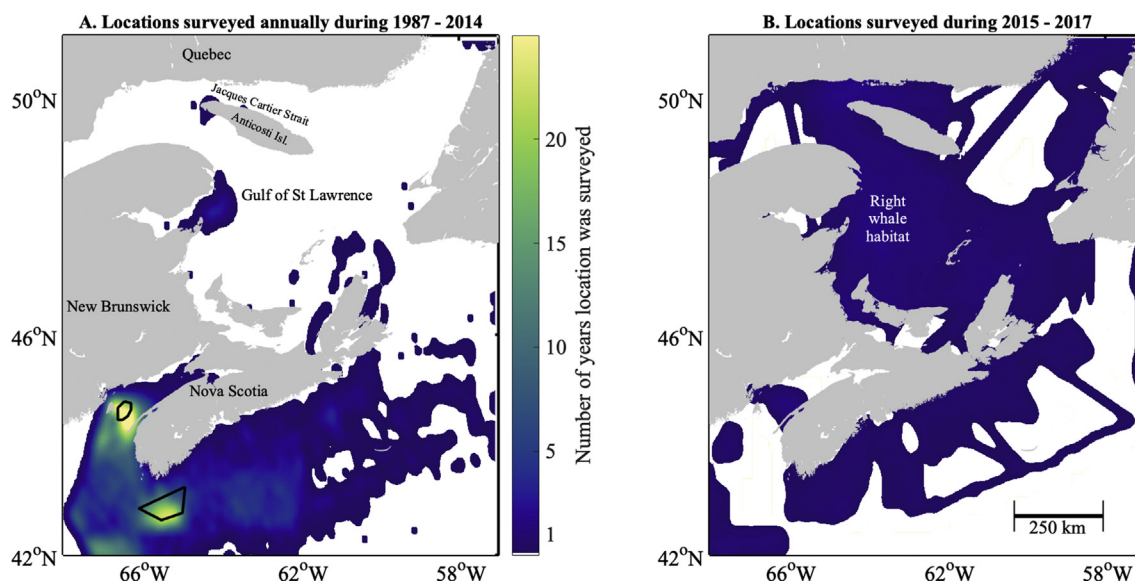 A. Locations surveyed annually during 1987 - 2014
B. Locations surveyed during 2015 - 2017
Quebec
50°N
Jacques Cartier Strait
Anticosti Isl.
Gulf of St Lawrence
New Brunswick
46°N
Nova Scotia
42°N
66°W
62°W
58°W
20
15
10
5
1
Number of years location was surveyed
50°N
Right
whale
habitat
46°N
250 km
42°N
66°W
62°W
58°W